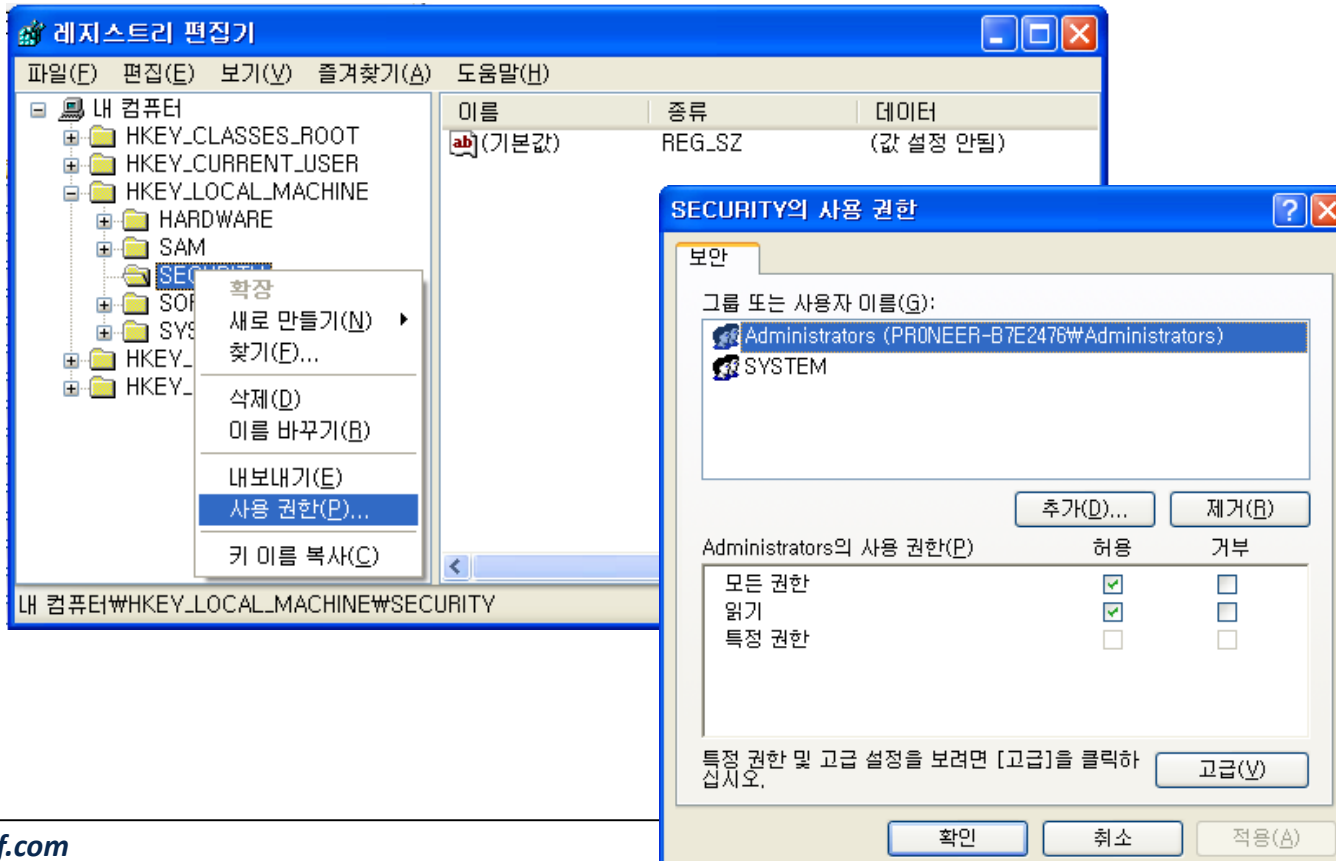 레지스트리 편집기
파일(F) 편집(E) 보기(V) 즐겨찾기(A) 도움말(H)
내 컴퓨터
HKEY_CLASSES_ROOT
HKEY_CURRENT_USER
HKEY_LOCAL_MACHINE
HARDWARE
SAM
SECURITY
SOF
SYS
HKEY_
HKEY_
이름 종류 데이터
ab (기본값) REG_SZ (값 설정 안됨)
확장
새로 만들기(N)
찾기(F)...
삭제(D)
이름 바꾸기(R)
내보내기(E)
사용 권한(P)...
키 이름 복사(C)
내 컴퓨터₩HKEY_LOCAL_MACHINE₩SECURITY
SECURITY의 사용 권한
보안
그룹 또는 사용자 이름(G):
Administrators (PRONEER-B7E2476₩Administrators)
SYSTEM
추가(D)... 제거(R)
Administrators의 사용 권한(P) 허용 거부
모든 권한
읽기
특정 권한
특정 권한 및 고급 설정을 보려면 [고급]을 클릭하
십시오.
고급(V)
확인 취소 적용(A)
f.com